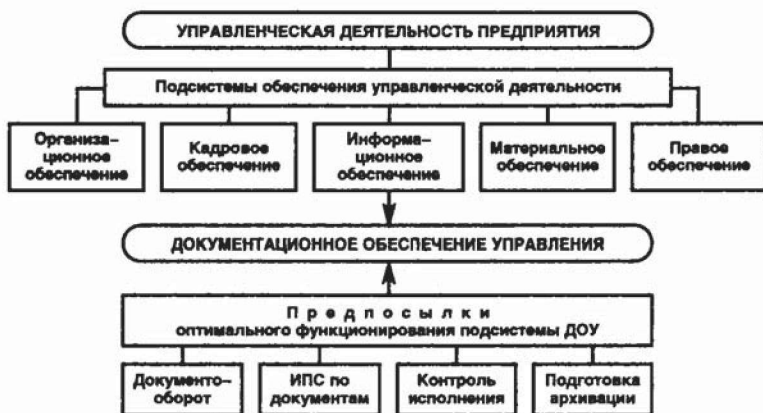 УПРАВЛЕНЧЕСКАЯ ДЕЯТЕЛЬНОСТЬ ПРЕДПРИЯТИЯ
Подсистемы обеспечения управленческой деятельности
Организа-
ционное
обеспечение
Кадровое
обеспечение
Информа-
ционное
обеспечение
Материальное
обеспечение
Правое
обеспечение
ДОКУМЕНТАЦИОННОЕ ОБЕСПЕЧЕНИЕ УПРАВЛЕНИЯ
Предпосылки
оптимального функционирования подсистемы ДОУ
Документо-
оборот
ИПС по
документам
Контроль
исполнения
Подготовка
архивации